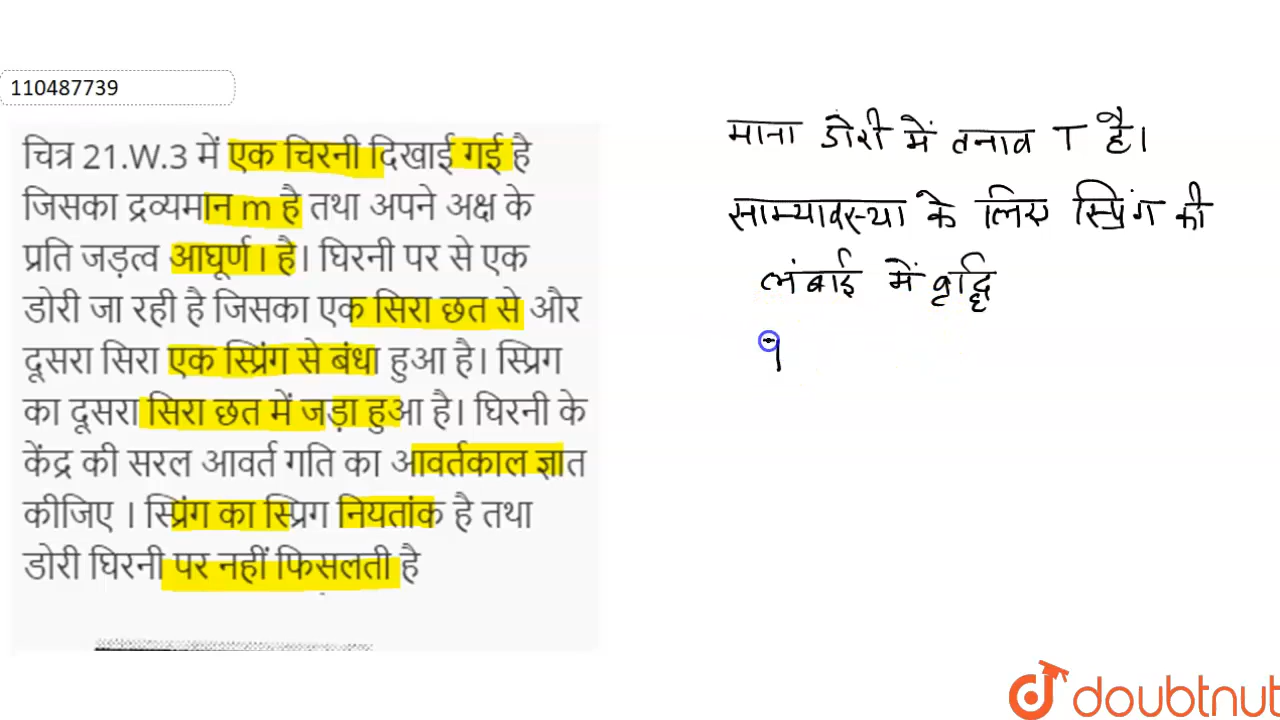 110487739
चित्र 21.W.3 में एक चिरनी दिखाई गई है
जिसका द्रव्यमान m है तथा अपने अक्ष के
प्रति जड़त्व आघूर्ण। है। घिरनी पर से एक
डोरी जा रही है जिसका एक सिरा छत से और
दूसरा सिरा एक स्प्रिंग से बंधा हुआ है। स्प्रिग
का दूसरा सिरा छत में जड़ा हुआ है। घिरनी के
केंद्र की सरल आवर्त गति का आवर्तकाल ज्ञात
कीजिए । स्प्रिंग का स्प्रिग नियतांक है तथा
डोरी घिरनी पर नहीं फिसलती है
माना डोरी में तनाव T है।
साम्यावस्था के लिए स्प्रिंग की
लंबाई में वृद्धि
doubtnut